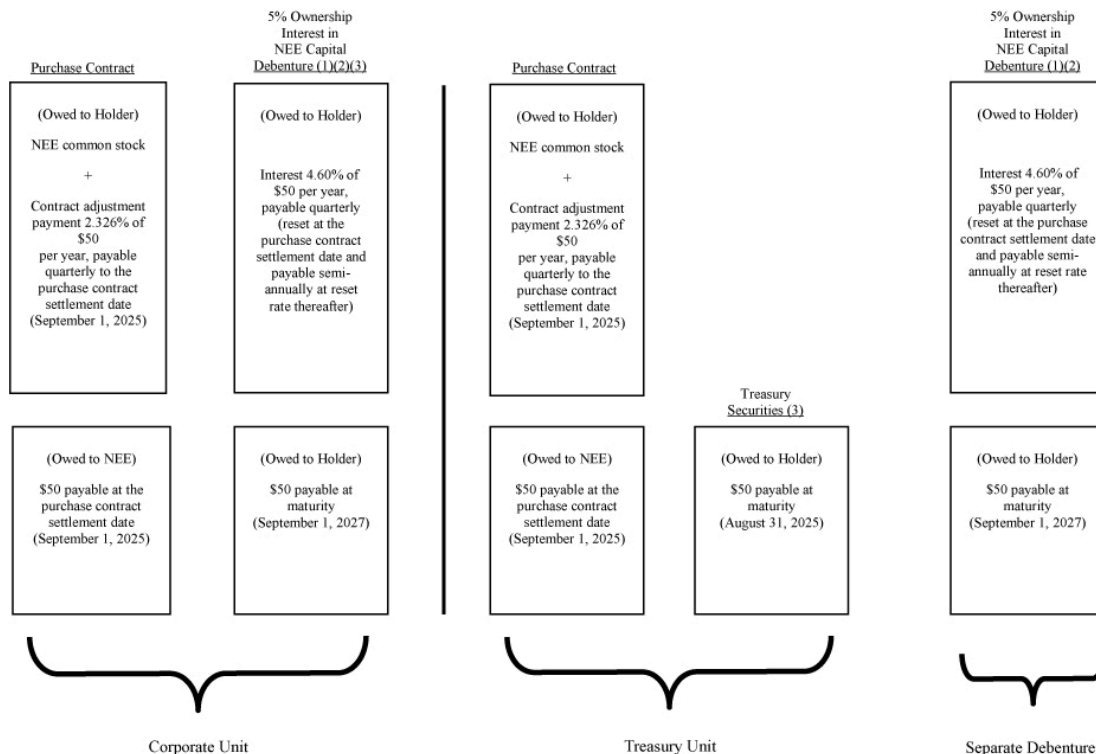 Purchase Contract
(Owed to Holder)
NEE common stock
+
Contract adjustment
payment 2.326% of
$50
per year, payable
quarterly to the
purchase contract
settlement date
(September 1, 2025)
(Owed to NEE)
$50 payable at the
purchase contract
settlement date
(September 1, 2025)
5% Ownership
Interest in
NEE Capital
Debenture (1)(2)(3)
(Owed to Holder)
Interest 4.60% of
$50 per year,
payable quarterly
(reset at the
purchase contract
settlement date and
payable semi-
annually at reset
rate thereafter)
(Owed to Holder)
$50 payable at
maturity
(September 1, 2027)
Corporate Unit
Purchase Contract
(Owed to Holder)
NEE common stock
+
Contract adjustment
payment 2.326% of
$50
per year, payable
quarterly to the
purchase contract
settlement date
(September 1, 2025)
(Owed to NEE)
$50 payable at the
purchase contract
settlement date
(September 1, 2025)
Treasury
Securities (3)
(Owed to Holder)
$50 payable at
maturity
(August 31, 2025)
Treasury Unit
5% Ownership
Interest in
NEE Capital
Debenture (1)(2)
(Owed to Holder)
Interest 4.60% of
$50 per year,
payable quarterly
(reset at the purchase
contract settlement date
and payable semi-
annually at reset rate
thereafter)
(Owed to Holder)
$50 payable at
maturity
(September 1, 2027)
Separate Debenture